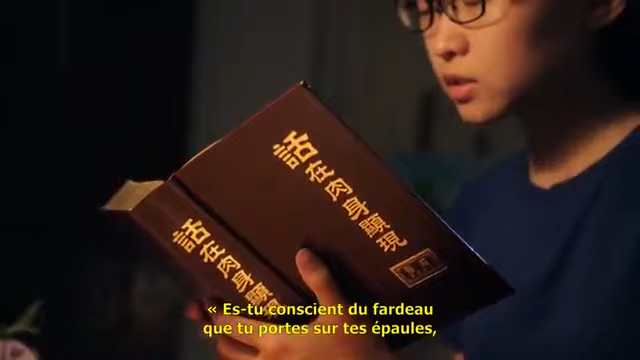 話在肉身顯現
話在肉身顯
« Es-tu conscient du fardeau
que tu portes sur tes épaules,